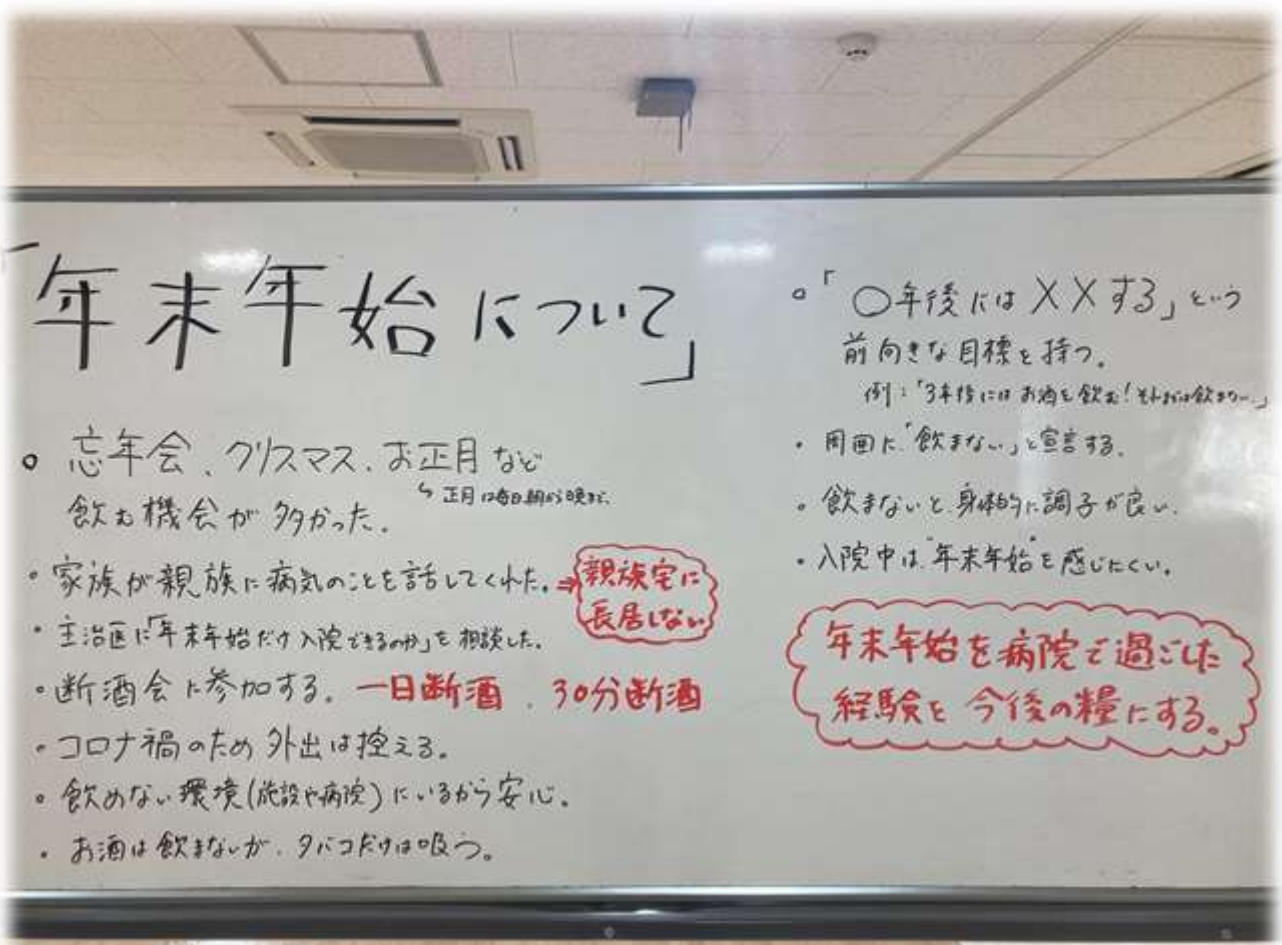 「年末年始について」
。忘年会、クリスマス、お正月など
↳正月は毎日朝から晩まで.
飲む機会が多かった。
・家族が親族に病気のことを話してくれた。⇒
親族宅に
長居しない
・主治医に「年末年始だけ入院できるのか」を相談した。
・断酒会に参加する。一日断酒、30分断酒
・コロナ禍のため外出は控える。
。飲めない環境(施設や病院)にいるから安心。
・お酒は飲まないが、タバコだけは吸う。
。「〇年後には××する」という
前向きな目標を持つ。
例:「3年後にはお酒を飲む!それまでは飲まない。」
・周囲に「飲まない」と宣言する。
・飲まないと、身体的に調子が良い.
・入院中は"年末年始"を感じにくい。
年末年始を病院で過ごした
経験を今後の糧にする。